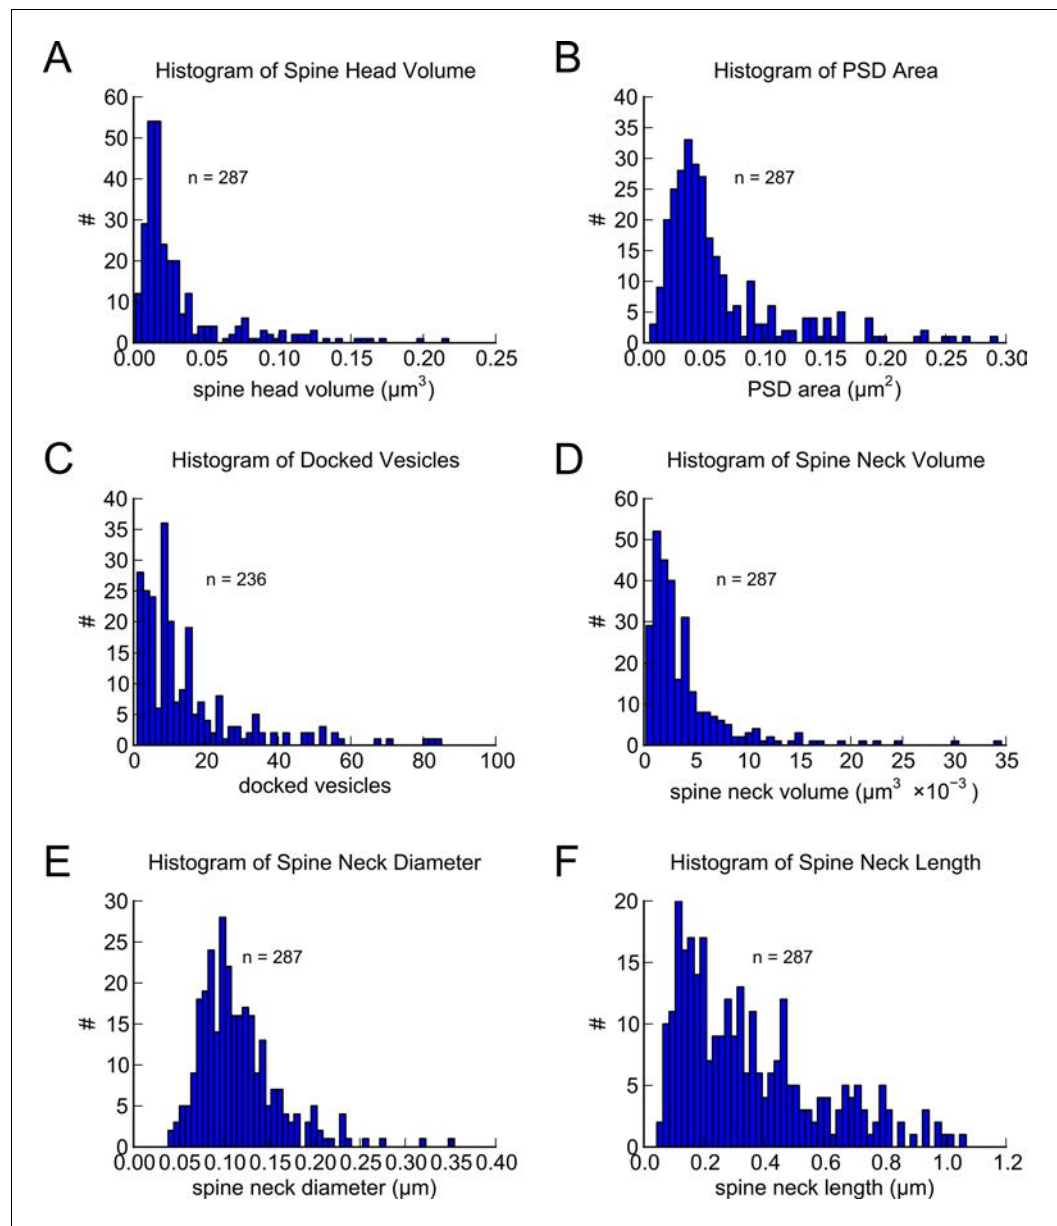 A
Histogram of Spine Head Volume
60
50
40
30
20
10
0
#
n = 287
0.00 0.05 0.10 0.15 0.20 0.25
spine head volume (µm³)
B
Histogram of PSD Area
40
35
30
25
20
15
10
5
0
#
n = 287
0.00 0.05 0.10 0.15 0.20 0.25 0.30
PSD area (µm²)
C
Histogram of Docked Vesicles
40
35
30
25
20
15
10
5
0
#
n = 236
0 20 40 60 80 100
docked vesicles
D
Histogram of Spine Neck Volume
60
50
40
30
20
10
0
#
n = 287
0 5 10 15 20 25 30 35
spine neck volume (µm³ ×10⁻³ )
E
Histogram of Spine Neck Diameter
30
25
20
15
10
5
0
#
n = 287
0.00 0.05 0.10 0.15 0.20 0.25 0.30 0.35 0.40
spine neck diameter (µm)
F
Histogram of Spine Neck Length
20
15
10
5
0
#
n = 287
0.0 0.2 0.4 0.6 0.8 1.0 1.2
spine neck length (µm)